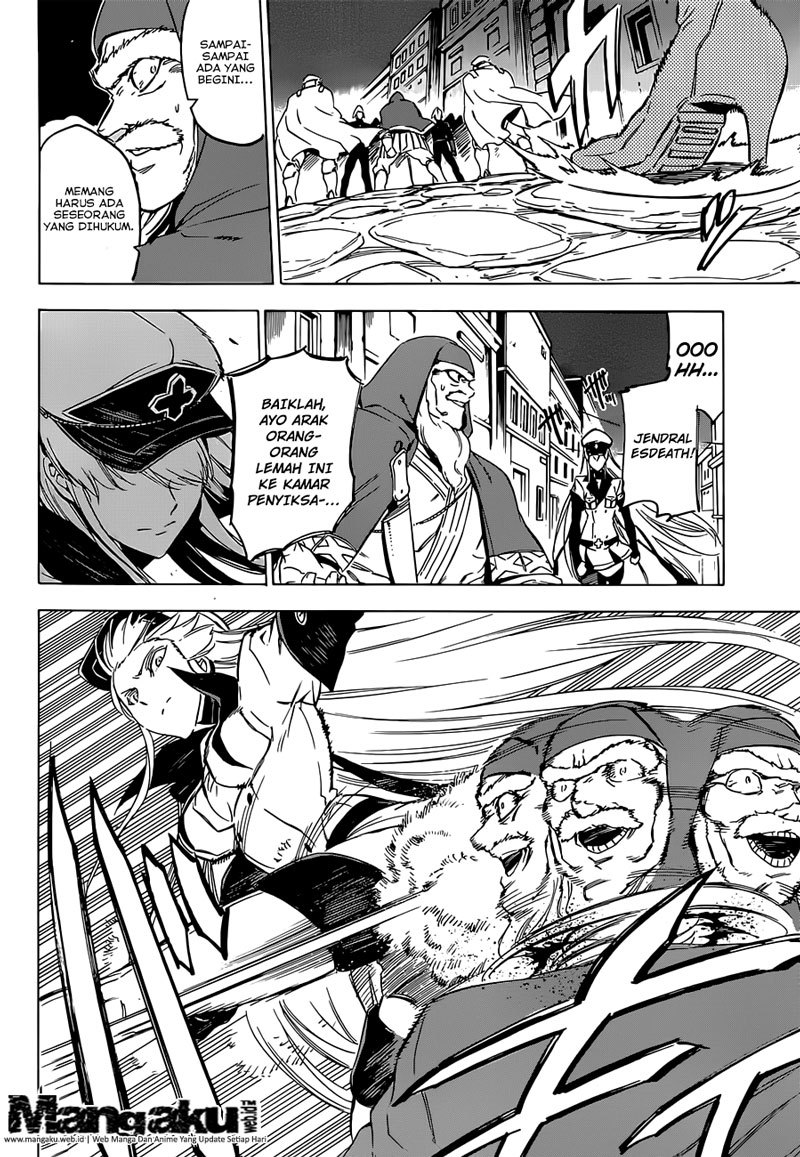 SAMPAI-
SAMPAI
ADA YANG
BEGINI...
MEMANG
HARUS ADA
SESEORANG
YANG DIHUKUM.
OOO
HH...
JENDRAL
ESDEATH!
BAIKLAH,
AYO ARAK
ORANG-
ORANG
LEMAH INI
KE KAMAR
PENYIKSA-...
Mangaku
EDITION
www.mangaku.web.id | Web Manga Dan Anime Yang Update Setiap Hari